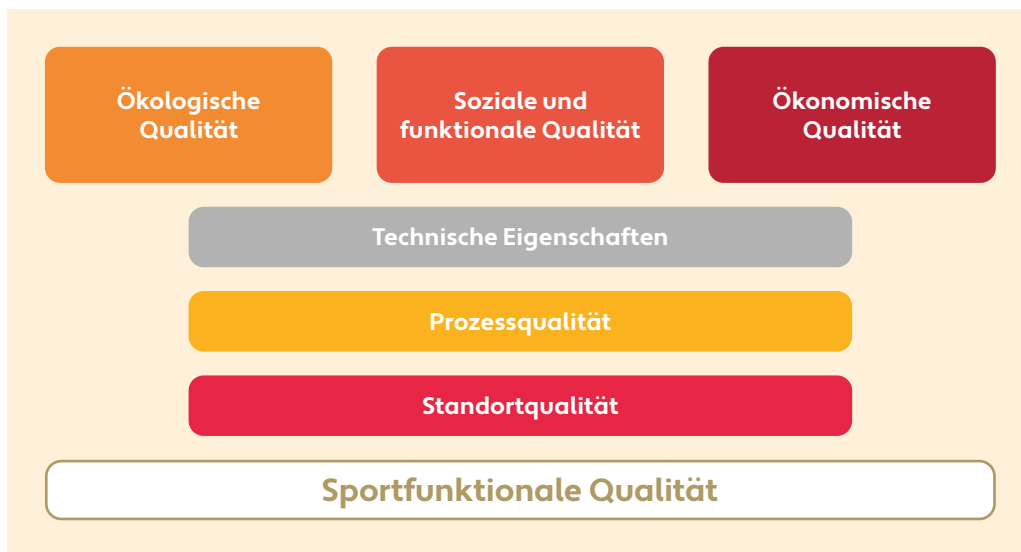 Ökologische
Qualität
Soziale und
funktionale Qualität
Ökonomische
Qualität
Technische Eigenschaften
Prozessqualität
Standortqualität
Sportfunktionale Qualität